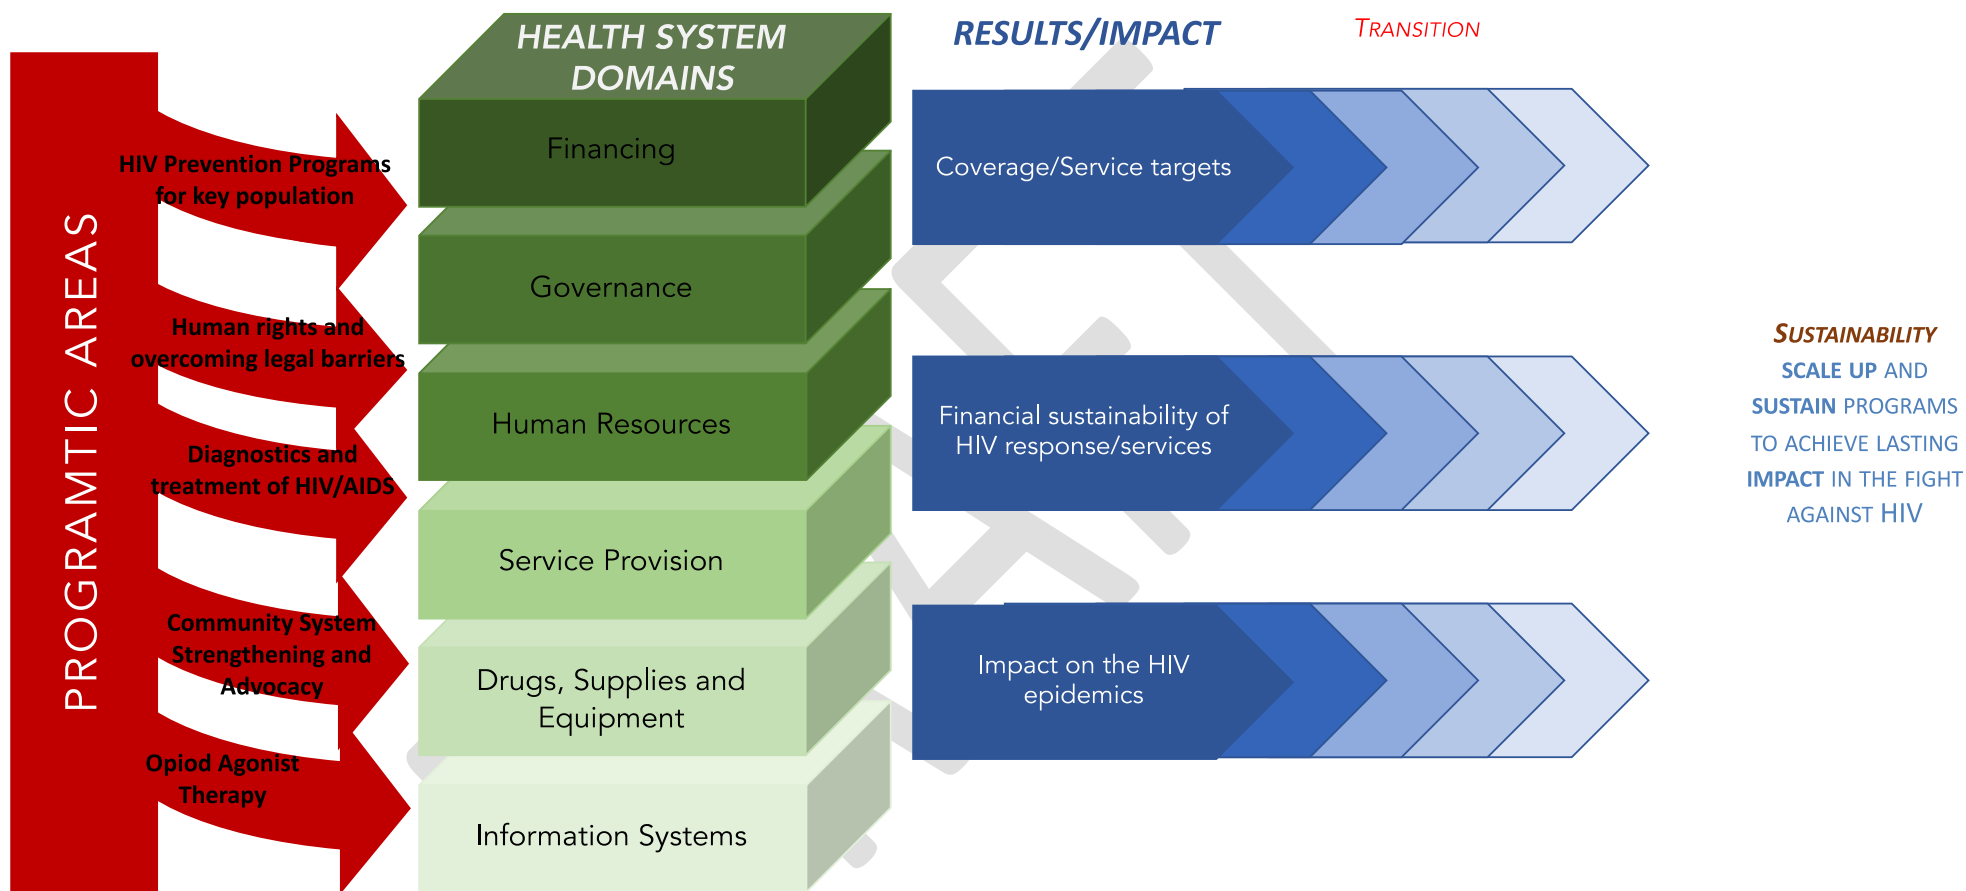 PROGRAMTIC AREAS
HIV Prevention Programs
for key population
Human rights and
overcoming legal barriers
Diagnostics and
treatment of HIV/AIDS
Community System
Strengthening and
Advocacy
Opiod Agonist
Therapy
HEALTH SYSTEM
DOMAINS
Financing
Governance
Human Resources
Service Provision
Drugs, Supplies and
Equipment
Information Systems
RESULTS/IMPACT
Coverage/Service targets
Financial sustainability of
HIV response/services
Impact on the HIV
epidemics
TRANSITION
SUSTAINABILITY
SCALE UP AND
SUSTAIN PROGRAMS
TO ACHIEVE LASTING
IMPACT IN THE FIGHT
AGAINST HIV